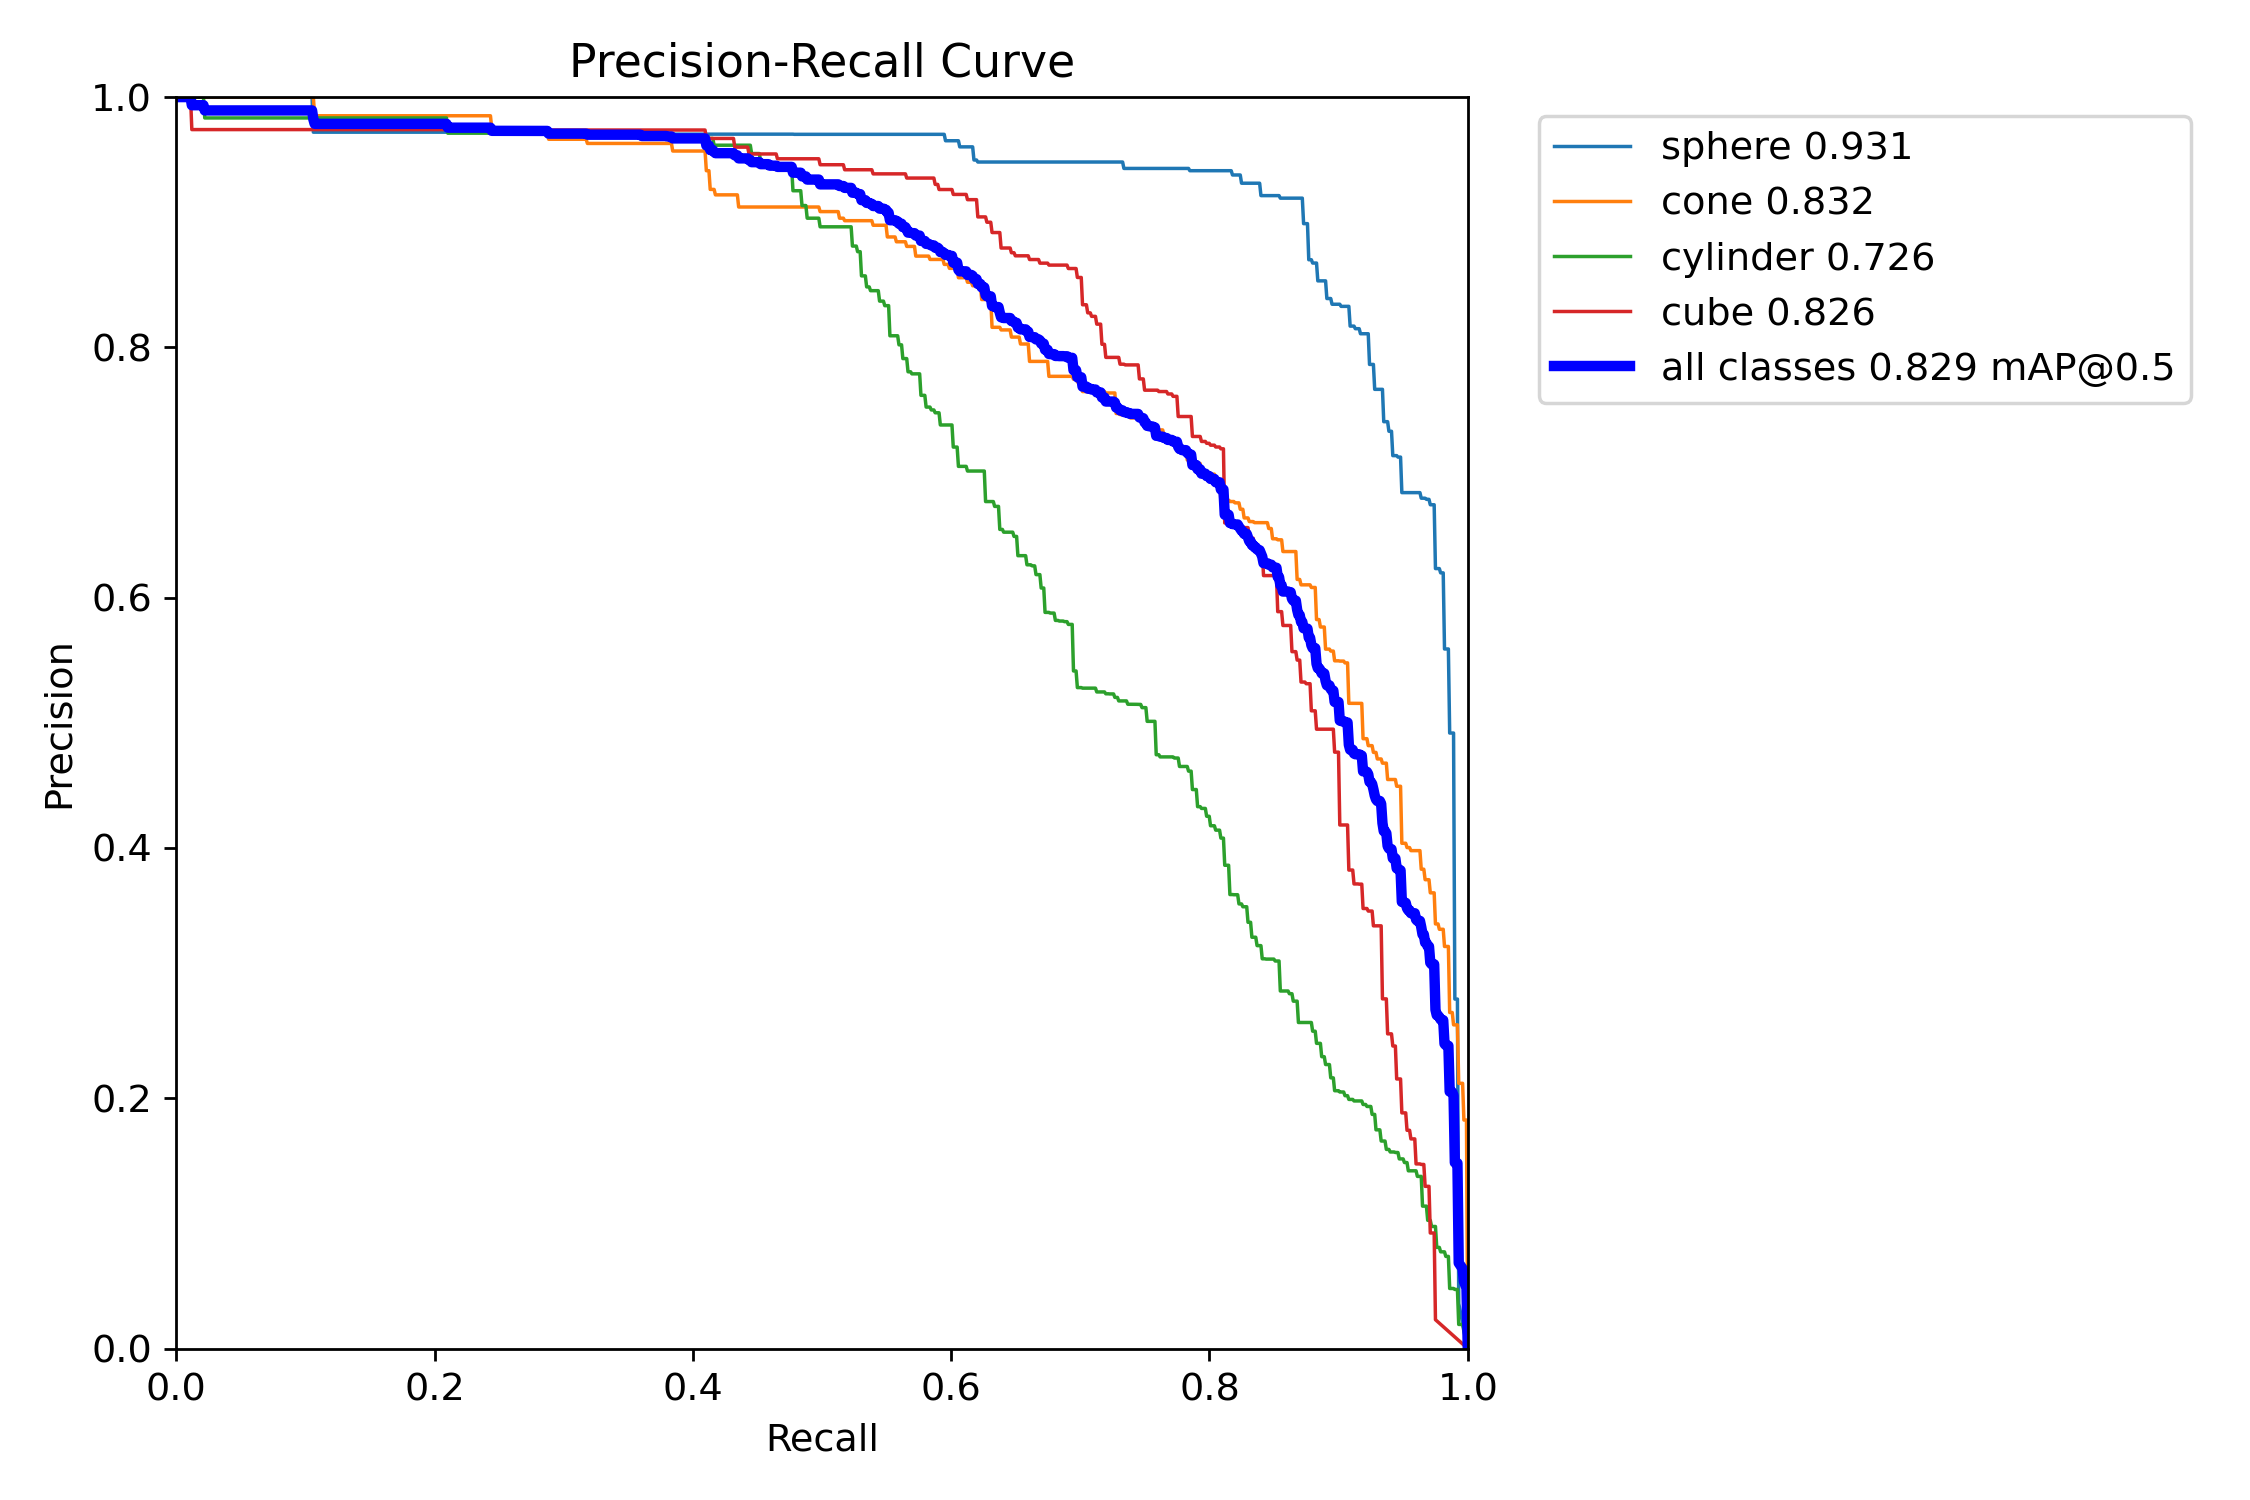 Precision-Recall Curve
1.0
0.8
0.6
0.4
0.2
0.0
Precision
0.0 0.2 0.4 0.6 0.8 1.0
Recall
sphere 0.931
cone 0.832
cylinder 0.726
cube 0.826
all classes 0.829 mAP@0.5